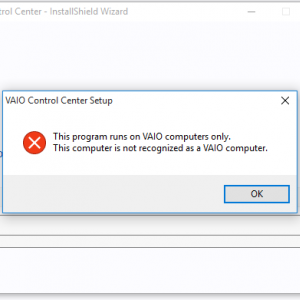 ntrol Center - InstallShield Wizard
VAIO Control Center Setup
This program runs on VAIO computers only.
This computer is not recognized as a VAIO computer.
OK